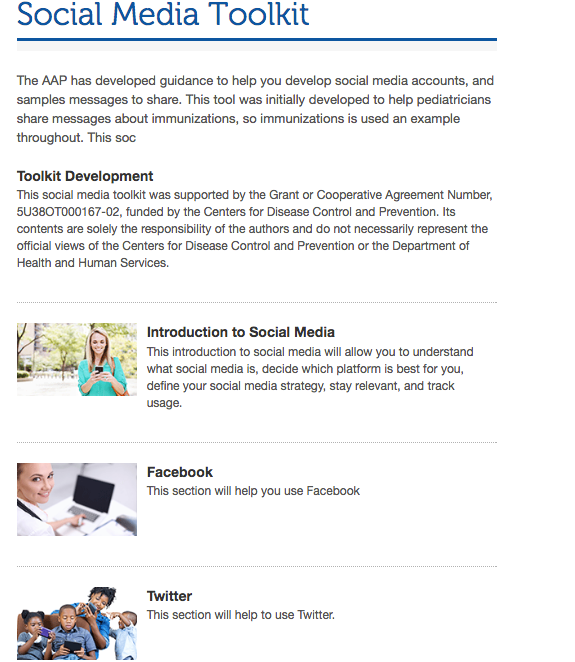 Social Media Toolkit
The AAP has developed guidance to help you develop social media accounts, and
samples messages to share. This tool was initially developed to help pediatricians
share messages about immunizations, so immunizations is used an example
throughout. This soc
Toolkit Development
This social media toolkit was supported by the Grant or Cooperative Agreement Number,
5U38OT000167-02, funded by the Centers for Disease Control and Prevention. Its
contents are solely the responsibility of the authors and do not necessarily represent the
official views of the Centers for Disease Control and Prevention or the Department of
Health and Human Services.
Introduction to Social Media
This introduction to social media will allow you to understand
what social media is, decide which platform is best for you,
define your social media strategy, stay relevant, and track
usage.
Facebook
This section will help you use Facebook
Twitter
This section will help to use Twitter.